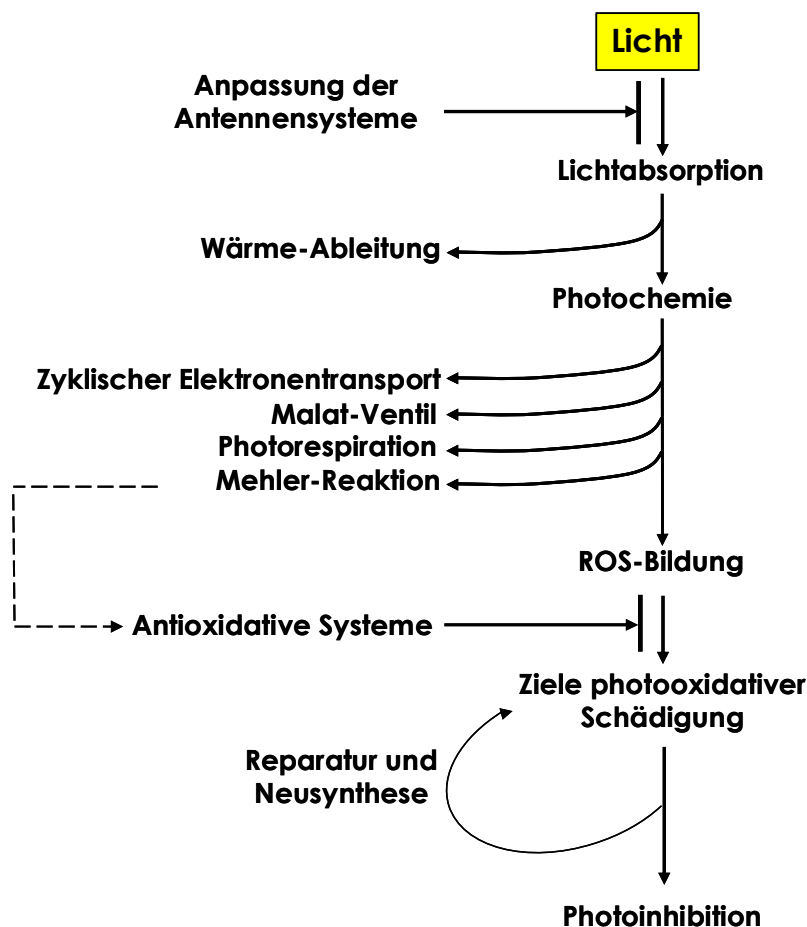 Licht
Anpassung der
Antennensysteme
Lichtabsorption
Wärme-Ableitung
Photochemie
Zyklischer Elektronentransport
Malat-Ventil
Photorespiration
Mehler-Reaktion
ROS-Bildung
Antioxidative Systeme
Ziele photooxidativer
Schädigung
Reparatur und
Neusynthese
Photoinhibition